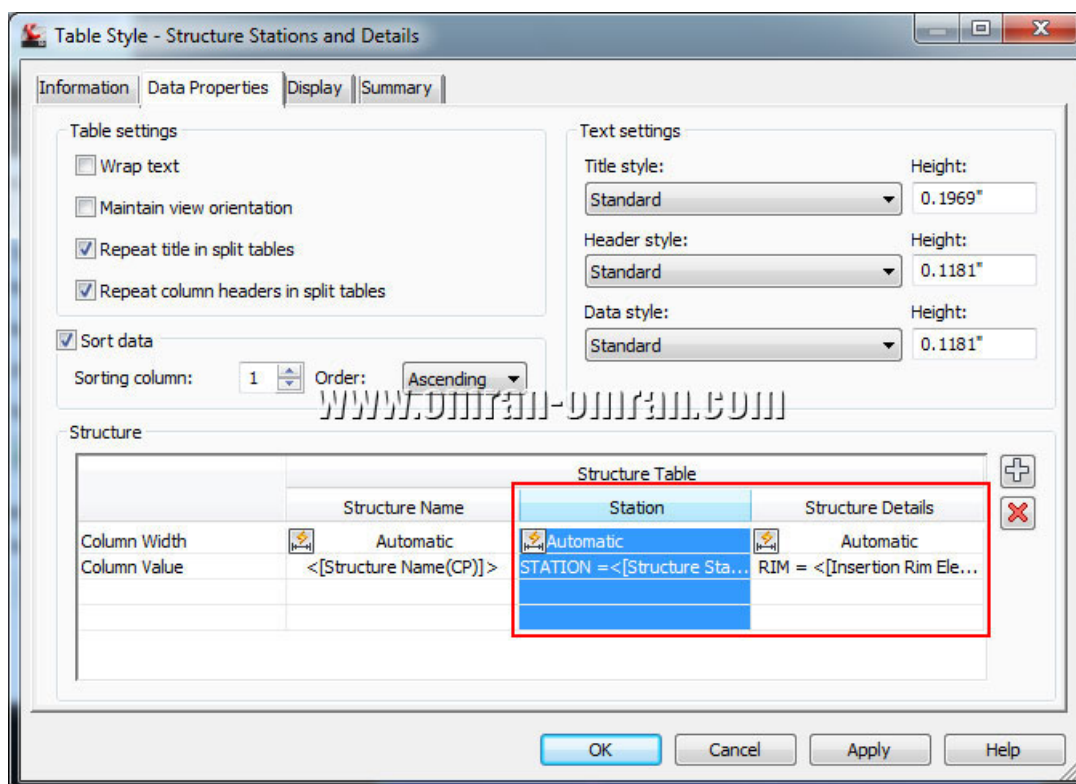 Table Style - Structure Stations and Details
Information Data Properties Display Summary
Table settings
Wrap text
Maintain view orientation
Repeat title in split tables
Repeat column headers in split tables
Text settings
Title style: Height:
Standard 0.1969"
Header style: Height:
Standard 0.1181"
Data style: Height:
Standard 0.1181"
Sort data
Sorting column: 1 Order: Ascending
www.omran-omran.com
Structure
Structure Table
Structure Name Station Structure Details
Column Width Automatic Automatic Automatic
Column Value <[Structure Name(CP)]> STATION =<[Structure Sta... RIM = <[Insertion Rim Ele...
OK Cancel Apply Help